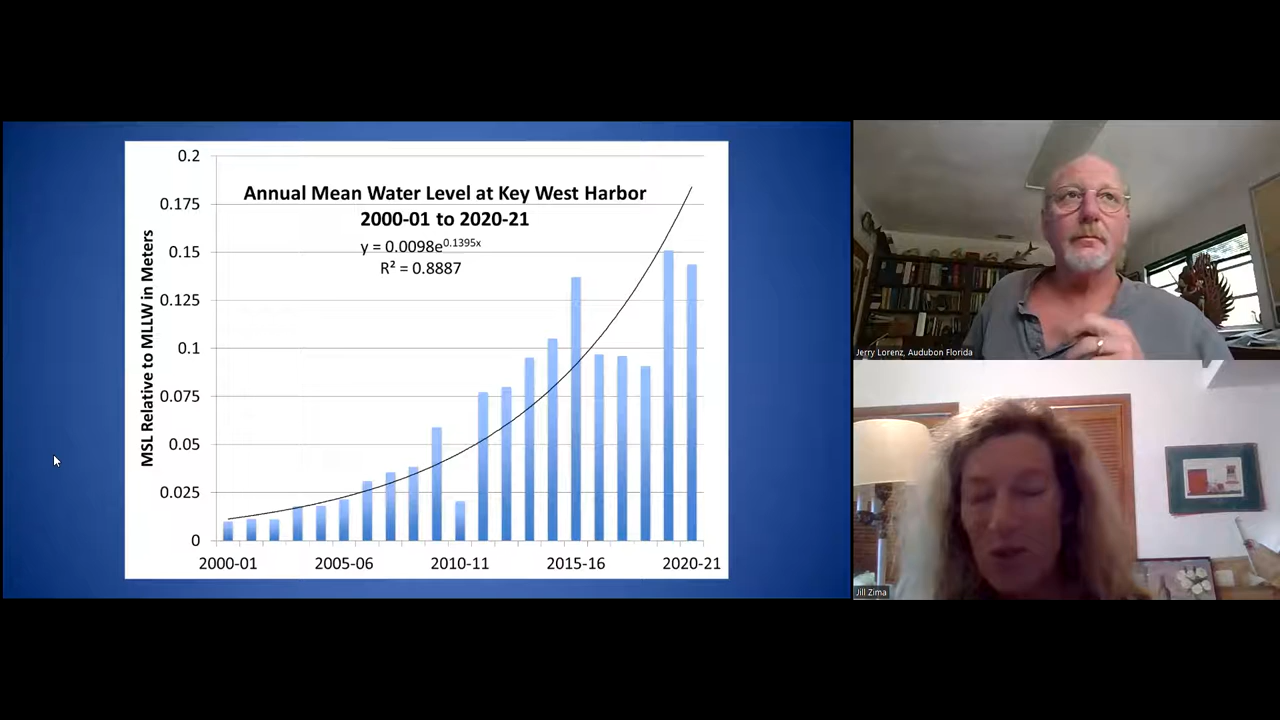 Annual Mean Water Level at Key West Harbor
2000-01 to 2020-21
y = 0.0098e^0.1395x
R² = 0.8887
MSL Relative to MLLW in Meters
0.2
0.175
0.15
0.125
0.1
0.075
0.05
0.025
0
2000-01 2005-06 2010-11 2015-16 2020-21
Jerry Lorenz, Audubon Florida
Jill Zima